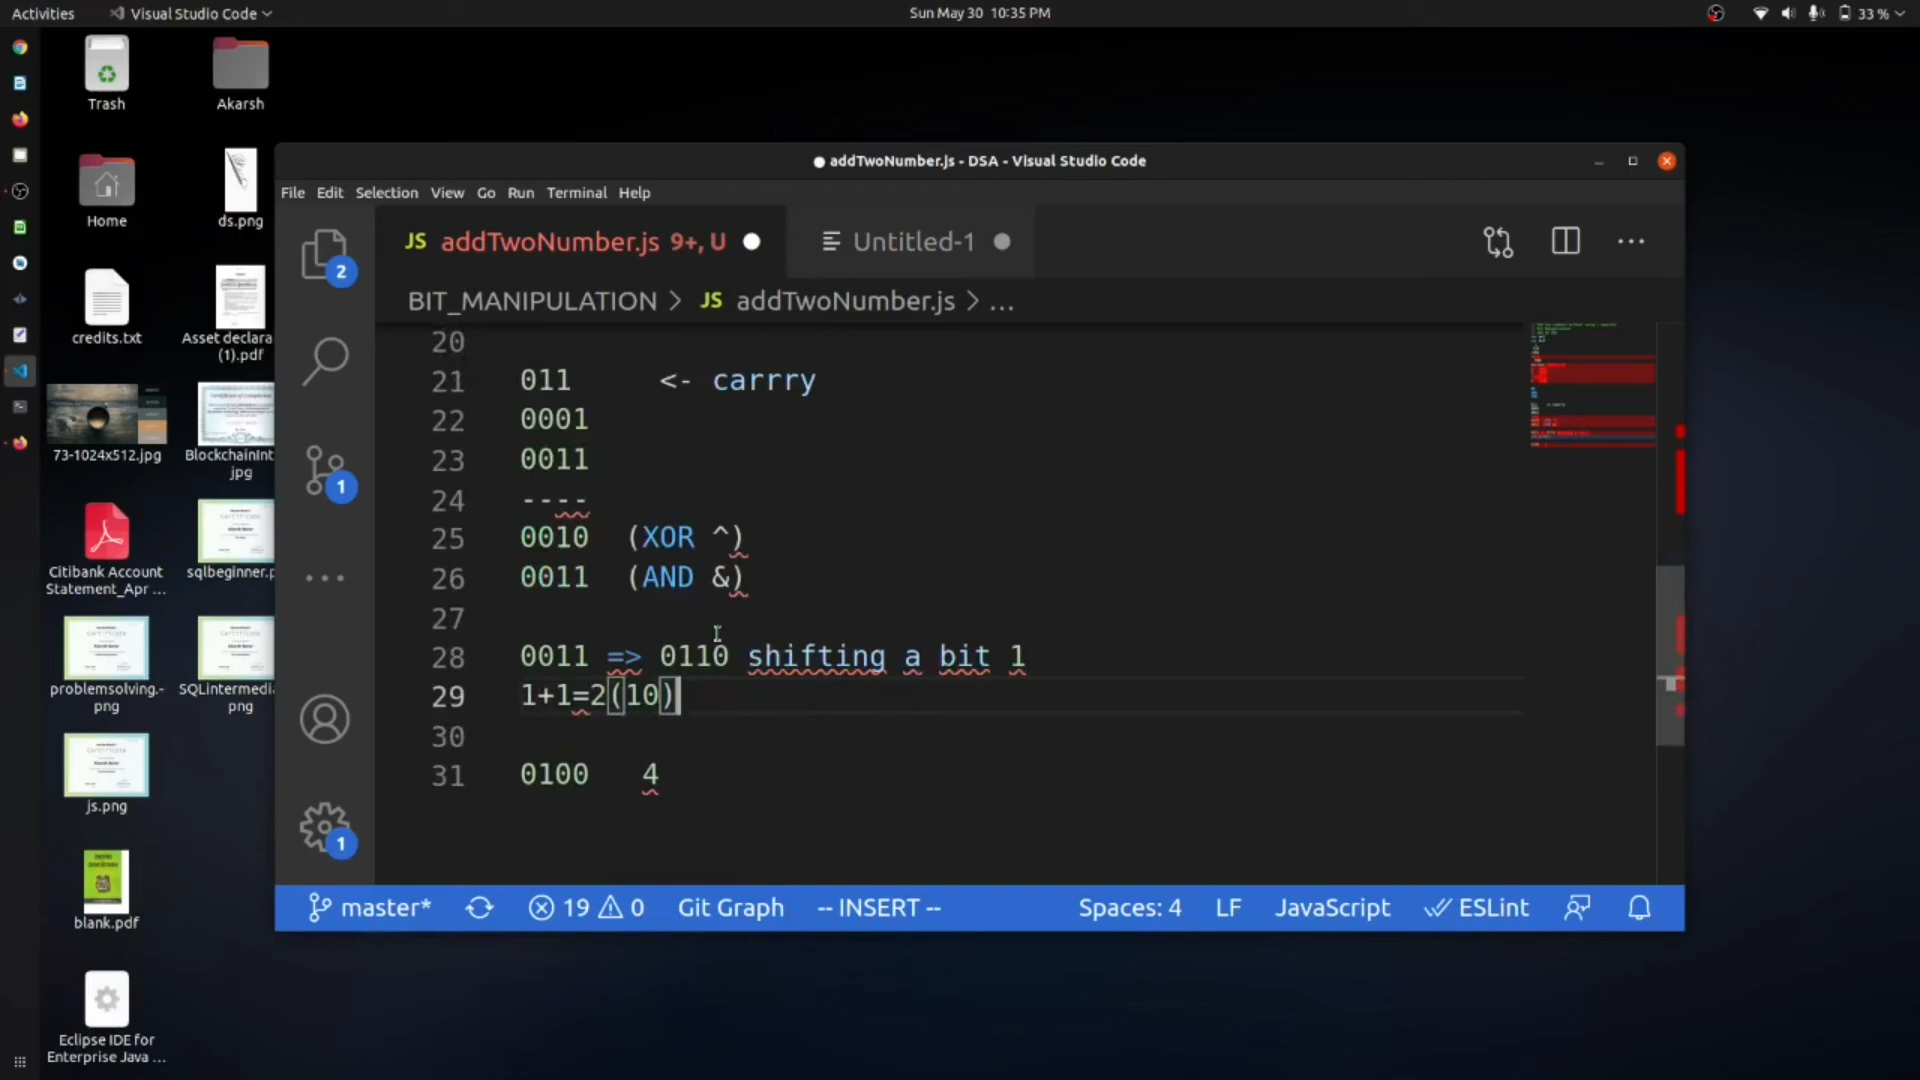 Activities
Visual Studio Code
Sun May 30 10:35 PM
33 %
Trash
Akarsh
Home
ds.png
credits.txt
Asset declara
(1).pdf
73-1024x512.jpg
BlockchainInt
jpg
Citibank Account
Statement_Apr ...
sqlbeginner.p
problemsolving.-
png
SQLintermedi
png
js.png
blank.pdf
Eclipse IDE for
Enterprise Java ...
● addTwoNumber.js - DSA - Visual Studio Code
File Edit Selection View Go Run Terminal Help
JS addTwoNumber.js 9+, U ●
Untitled-1 ●
BIT_MANIPULATION > JS addTwoNumber.js > ...
2
1
1
20
21 011 <- carrry
22 0001
23 0011
24 ----
25 0010 (XOR ^)
26 0011 (AND &)
27
28 0011 => 0110 shifting a bit 1
29 1+1=2(10)
30
31 0100 4
master* 19 0 Git Graph -- INSERT -- Spaces: 4 LF JavaScript ESLint